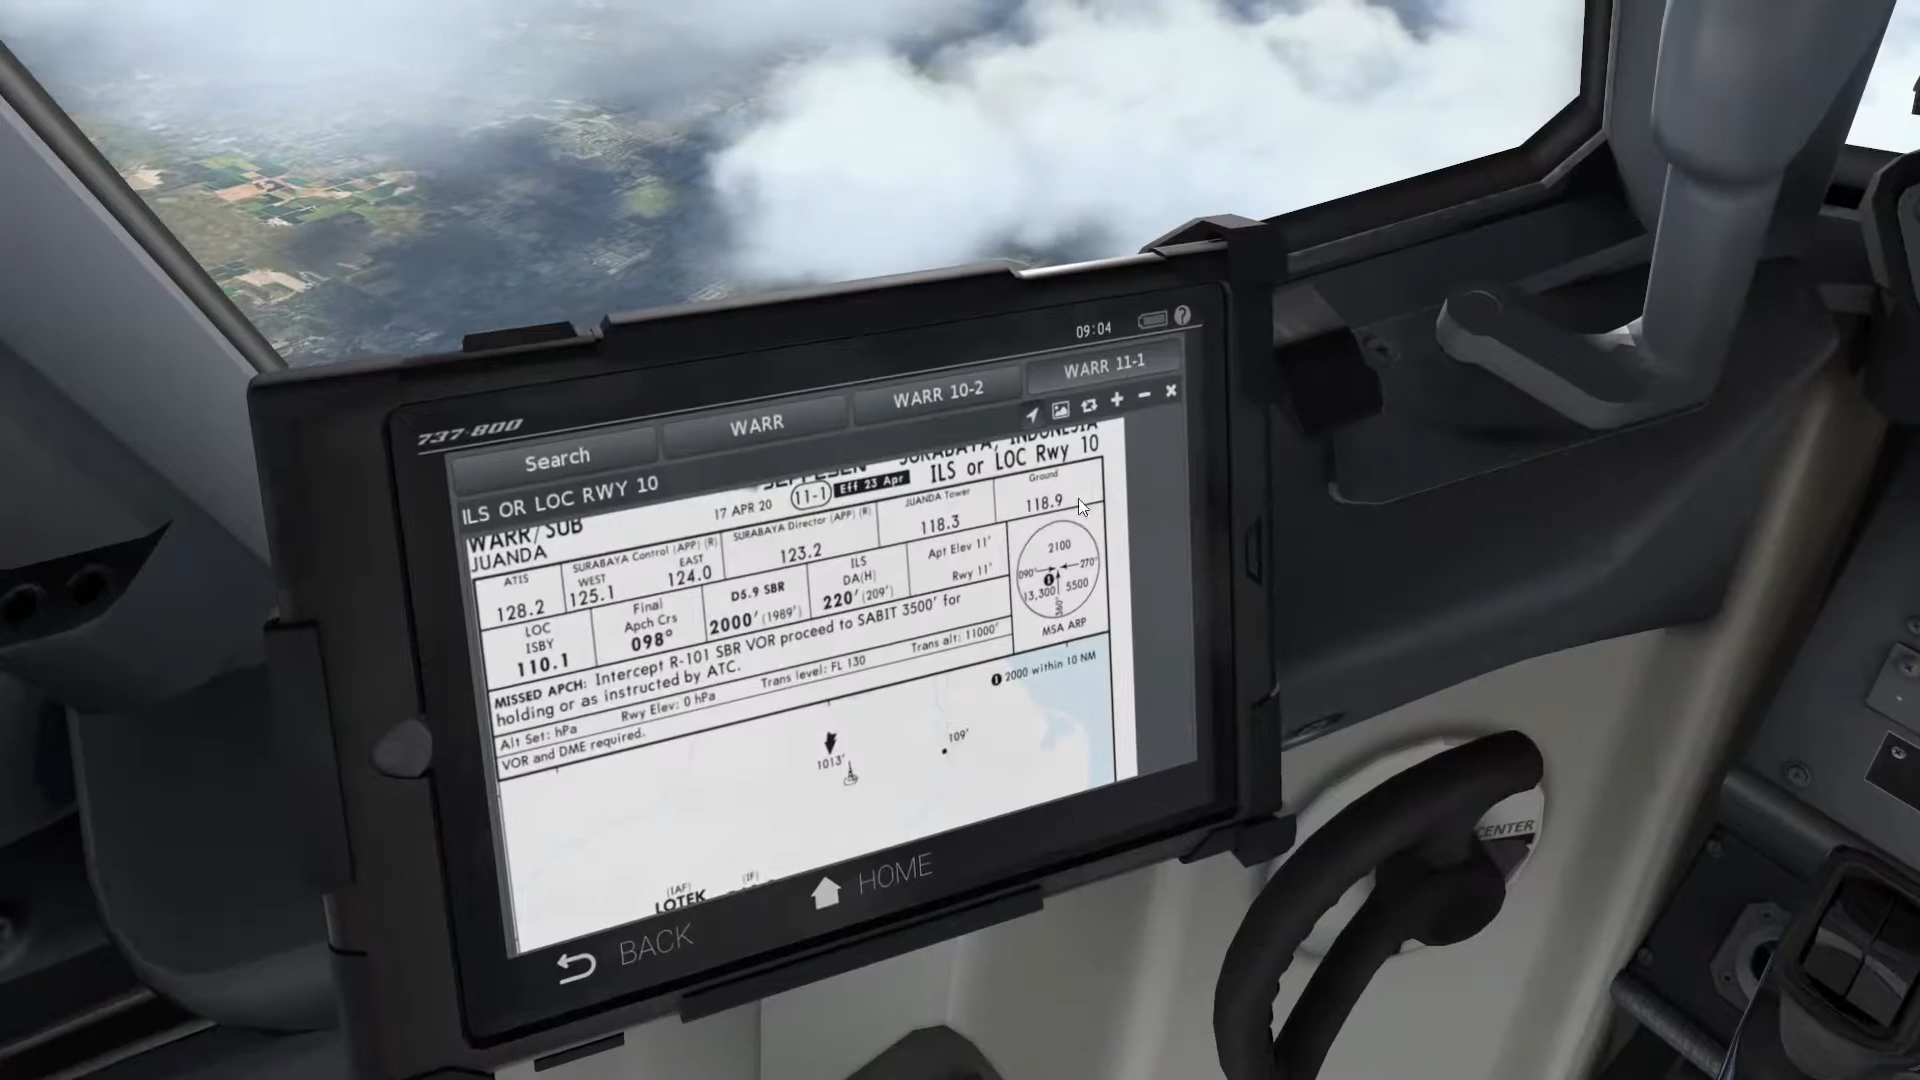 09:04
?
737-800
Search
WARR
WARR 10-2
WARR 11-1
ILS OR LOC RWY 10
JEPPESEN
SURABAYA, INDONESIA
WARR/SUB
JUANDA
17 APR 20
11-1
Eff 23 Apr
ILS or LOC Rwy 10
ATIS
128.2
SURABAYA Control (APP) (R)
WEST
EAST
125.1
124.0
SURABAYA Director (APP) (R)
123.2
JUANDA Tower
118.3
Ground
118.9
LOC
ISBY
110.1
Final
Apch Crs
098°
D5.9 SBR
2000' (1989')
ILS
DA(H)
220' (209')
Apt Elev 11'
Rwy 11'
2100
090°
270°
13,300
5500
360°
MSA ARP
MISSED APCH: Intercept R-101 SBR VOR proceed to SABIT 3500' for
holding or as instructed by ATC.
Alt Set: hPa
Rwy Elev: 0 hPa
Trans level: FL 130
Trans alt: 11000'
VOR and DME required.
1 2000 within 10 NM
1013'
109'
(IAF)
LOTEK
(IF)
BACK
HOME
CENTER